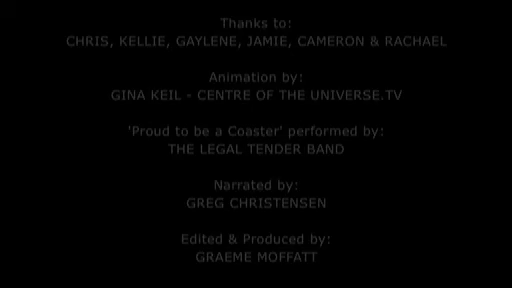 Thanks to:
CHRIS, KELLIE, GAYLENE, JAMIE, CAMERON & RACHAEL
Animation by:
GINA KEIL - CENTRE OF THE UNIVERSE.TV
'Proud to be a Coaster' performed by:
THE LEGAL TENDER BAND
Narrated by:
GREG CHRISTENSEN
Edited & Produced by:
GRAEME MOFFATT